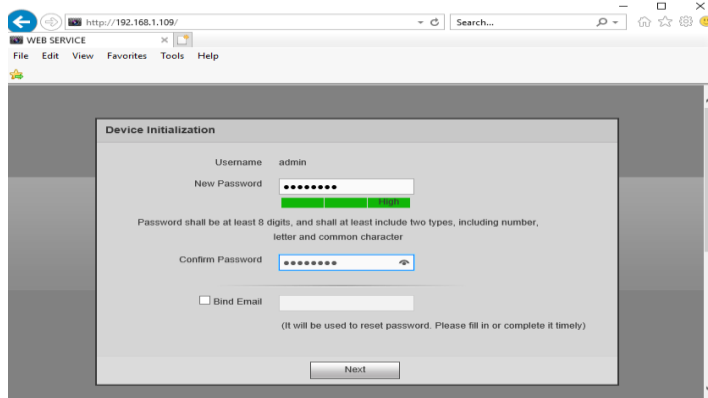 http://192.168.1.109/
Search...
WEB SERVICE
File Edit View Favorites Tools Help
Device Initialization
Username admin
New Password ●●●●●●●●
High
Password shall be at least 8 digits, and shall at least include two types, including number,
letter and common character
Confirm Password ●●●●●●●●
Bind Email
(It will be used to reset password. Please fill in or complete it timely)
Next